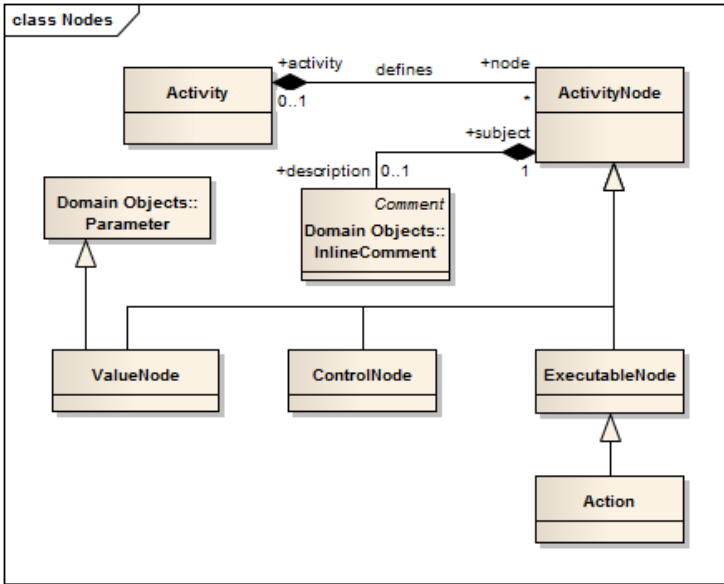 class Nodes
+activity
defines
+node
Activity
0..1
*
ActivityNode
+subject
1
+description
0..1
Comment
Domain Objects::
InlineComment
Domain Objects::
Parameter
ValueNode
ControlNode
ExecutableNode
Action